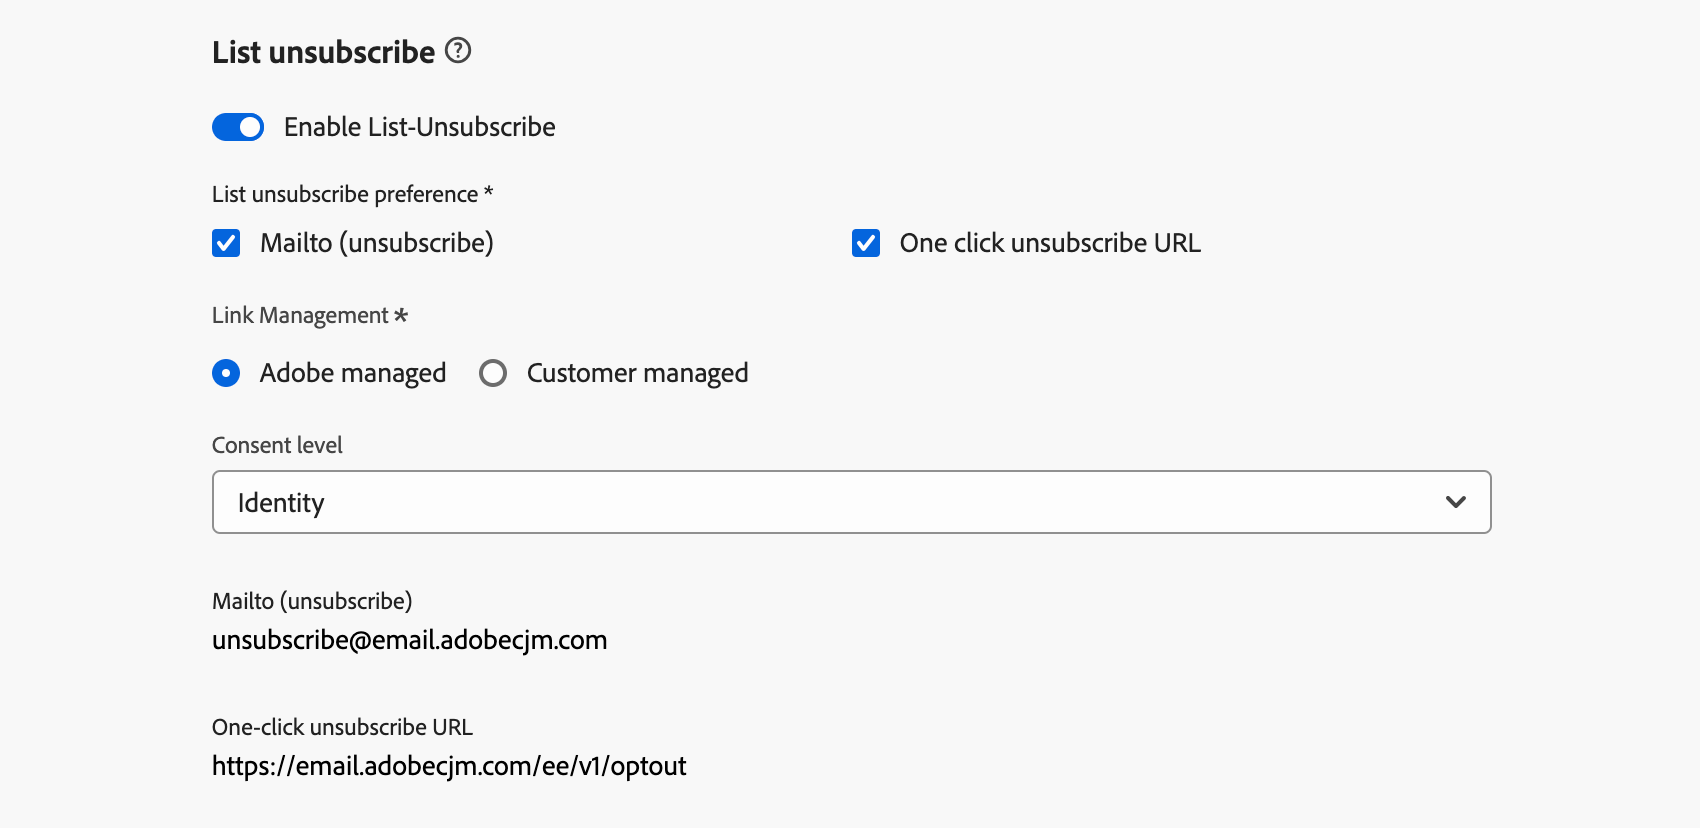 List unsubscribe
Enable List-Unsubscribe
List unsubscribe preference *
Mailto (unsubscribe)
One click unsubscribe URL
Link Management *
Adobe managed
Customer managed
Consent level
Identity
Mailto (unsubscribe)
unsubscribe@email.adobecjm.com
One-click unsubscribe URL
https://email.adobecjm.com/ee/v1/optout